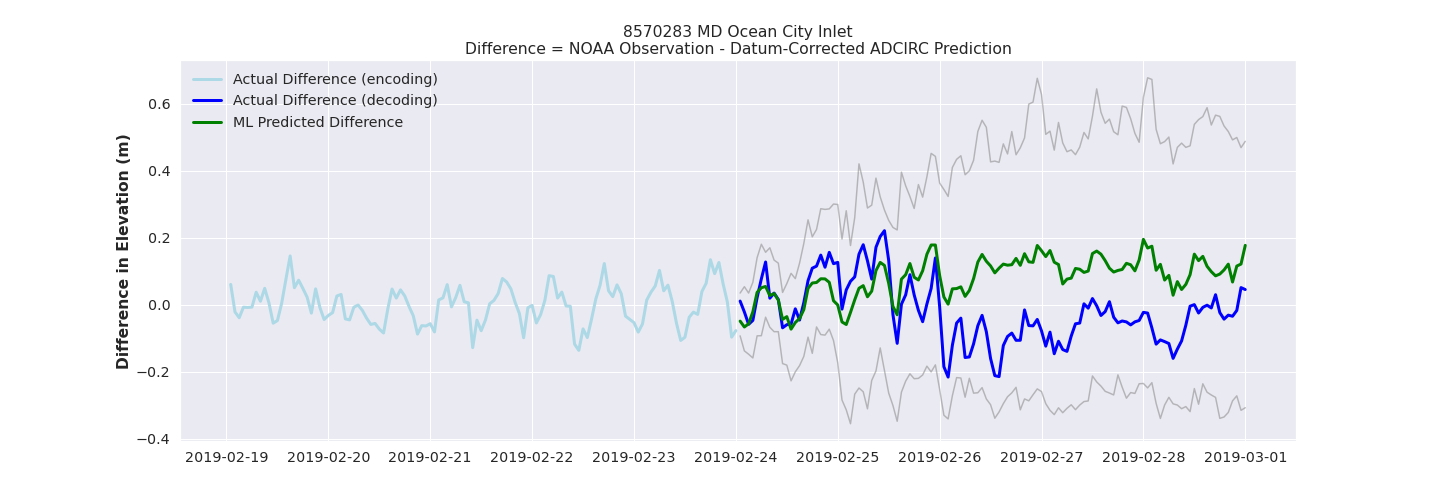 8570283 MD Ocean City Inlet
Difference = NOAA Observation - Datum-Corrected ADCIRC Prediction
Actual Difference (encoding)
Actual Difference (decoding)
ML Predicted Difference
Difference in Elevation (m)
0.6
0.4
0.2
0.0
−0.2
−0.4
2019-02-19 2019-02-20 2019-02-21 2019-02-22 2019-02-23 2019-02-24 2019-02-25 2019-02-26 2019-02-27 2019-02-28 2019-03-01